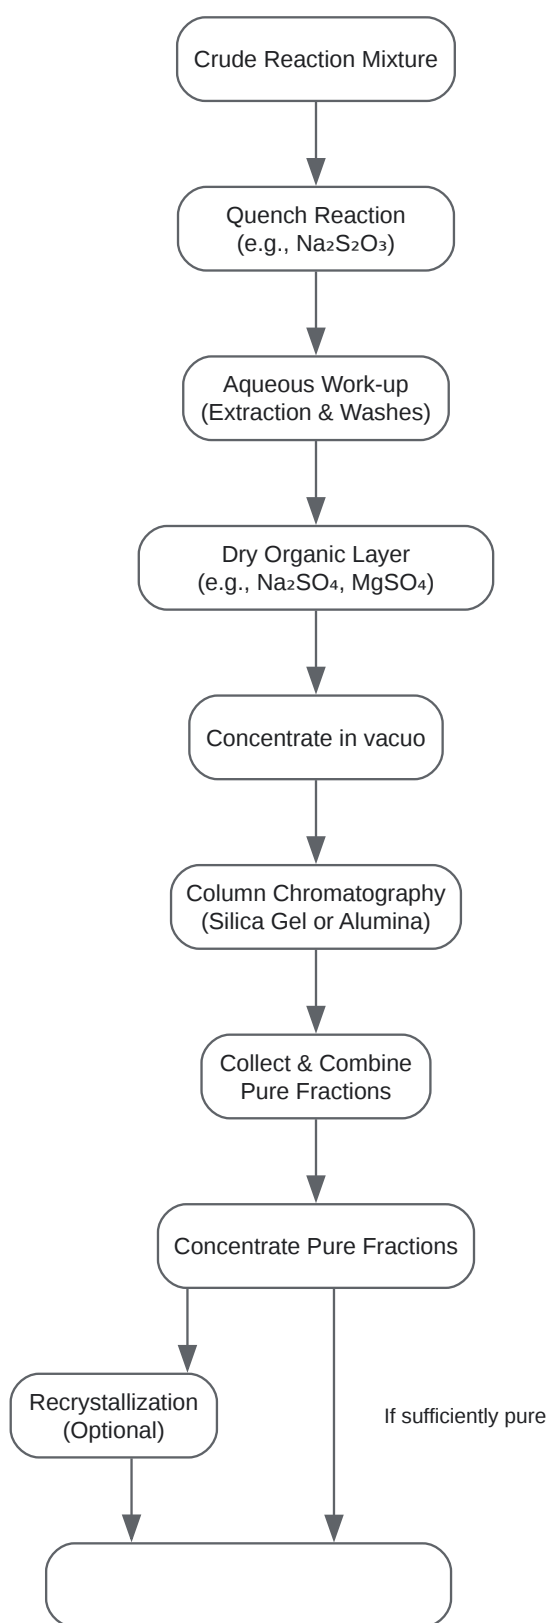 Crude Reaction Mixture
Quench Reaction
(e.g., Na₂S₂O₃)
Aqueous Work-up
(Extraction & Washes)
Dry Organic Layer
(e.g., Na₂SO₄, MgSO₄)
Concentrate in vacuo
Column Chromatography
(Silica Gel or Alumina)
Collect & Combine
Pure Fractions
Concentrate Pure Fractions
Recrystallization
(Optional)
If sufficiently pure